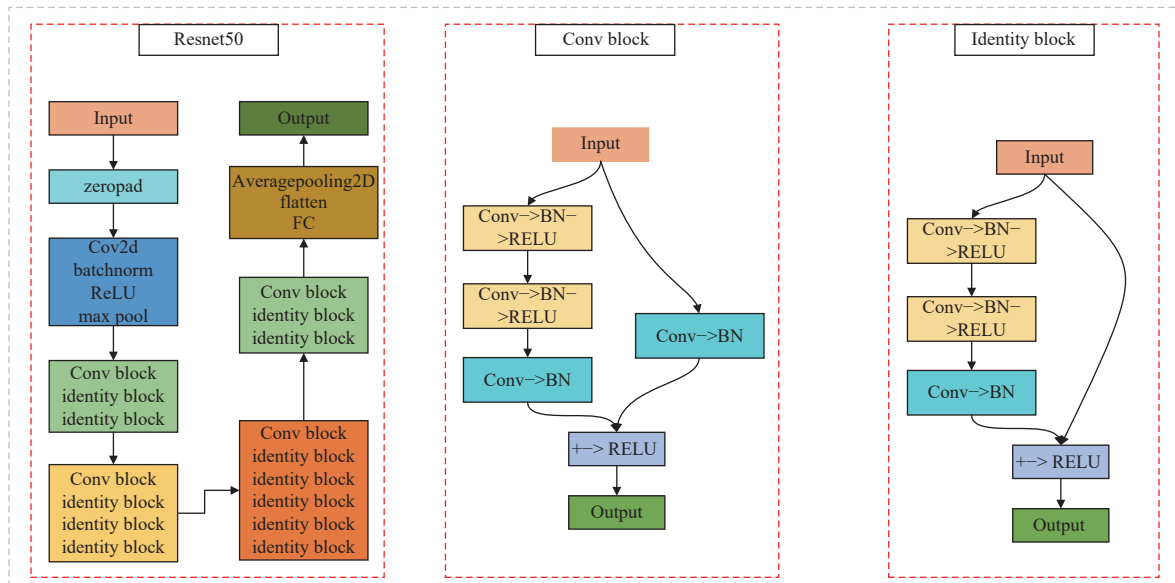 Resnet50
Input
zeropad
Cov2d
batchnorm
ReLU
max pool
Conv block
identity block
identity block
Conv block
identity block
identity block
identity block
Conv block
identity block
identity block
identity block
identity block
identity block
Conv block
identity block
identity block
Averagepooling2D
flatten
FC
Output
Conv block
Input
Conv−>BN−
>RELU
Conv−>BN−
>RELU
Conv−>BN
Conv−>BN
+−> RELU
Output
Identity block
Input
Conv−>BN−
>RELU
Conv−>BN−
>RELU
Conv−>BN
+−> RELU
Output